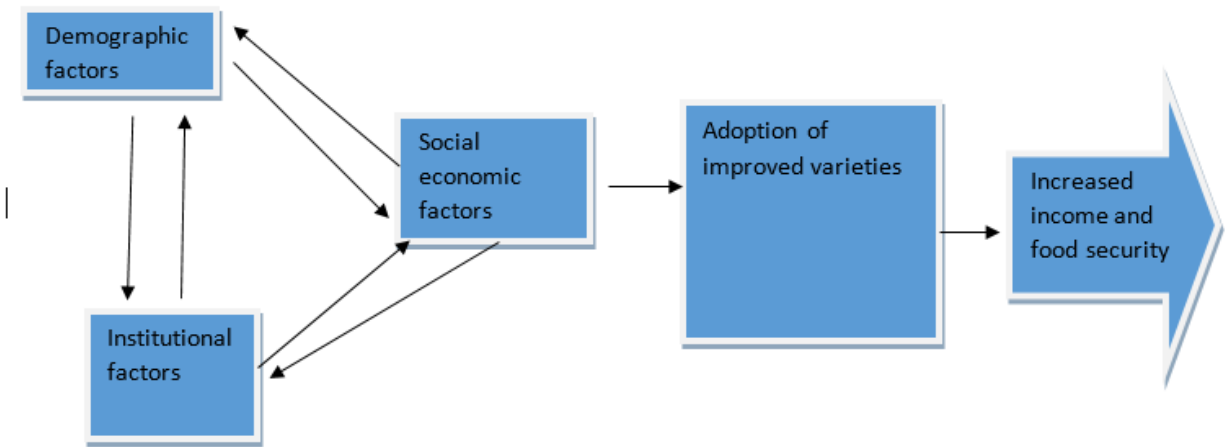 Demographic
factors
Social
economic
factors
Adoption of
improved varieties
Increased
income and
food security
Institutional
factors